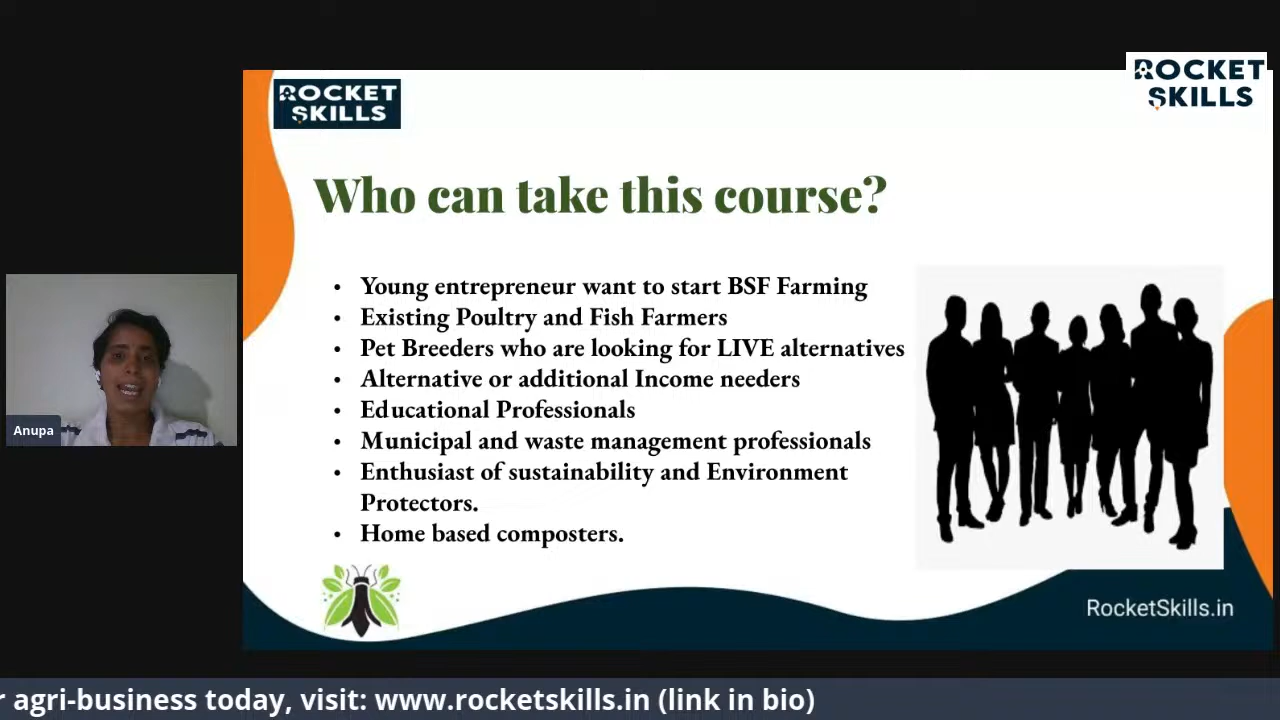 ROCKET
SKILLS
ROCKET
SKILLS
Who can take this course?
• Young entrepreneur want to start BSF Farming
• Existing Poultry and Fish Farmers
• Pet Breeders who are looking for LIVE alternatives
• Alternative or additional Income needers
• Educational Professionals
• Municipal and waste management professionals
• Enthusiast of sustainability and Environment
Protectors.
• Home based composters.
Anupa
RocketSkills.in
agri-business today, visit: www.rocketskills.in (link in bio)